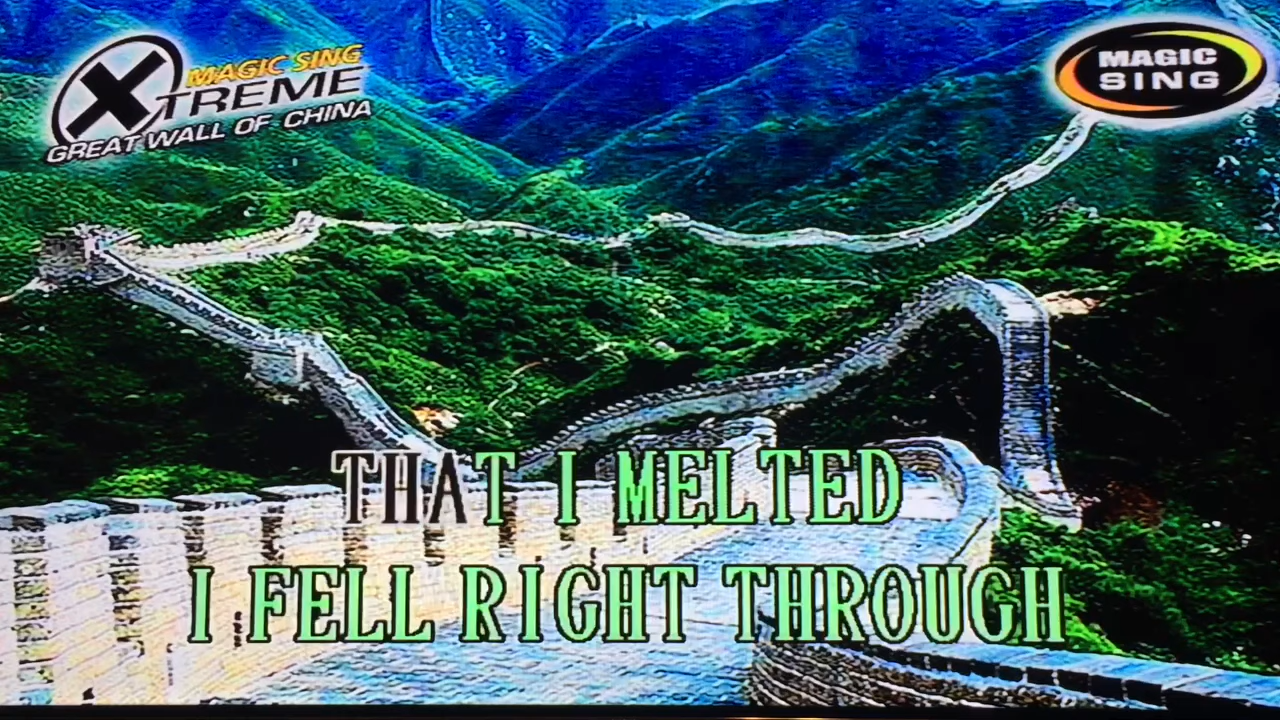 MAGIC SING
XTREME
GREAT WALL OF CHINA
MAGIC
SING
THAT I MELTED
I FELL RIGHT THROUGH